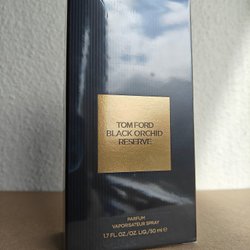 TOM FORD
BLACK ORCHID
RESERVE
PARFUM
VAPORISATEUR SPRAY
1.7 FL.OZ./OZ.LIQ./50 ml ℮